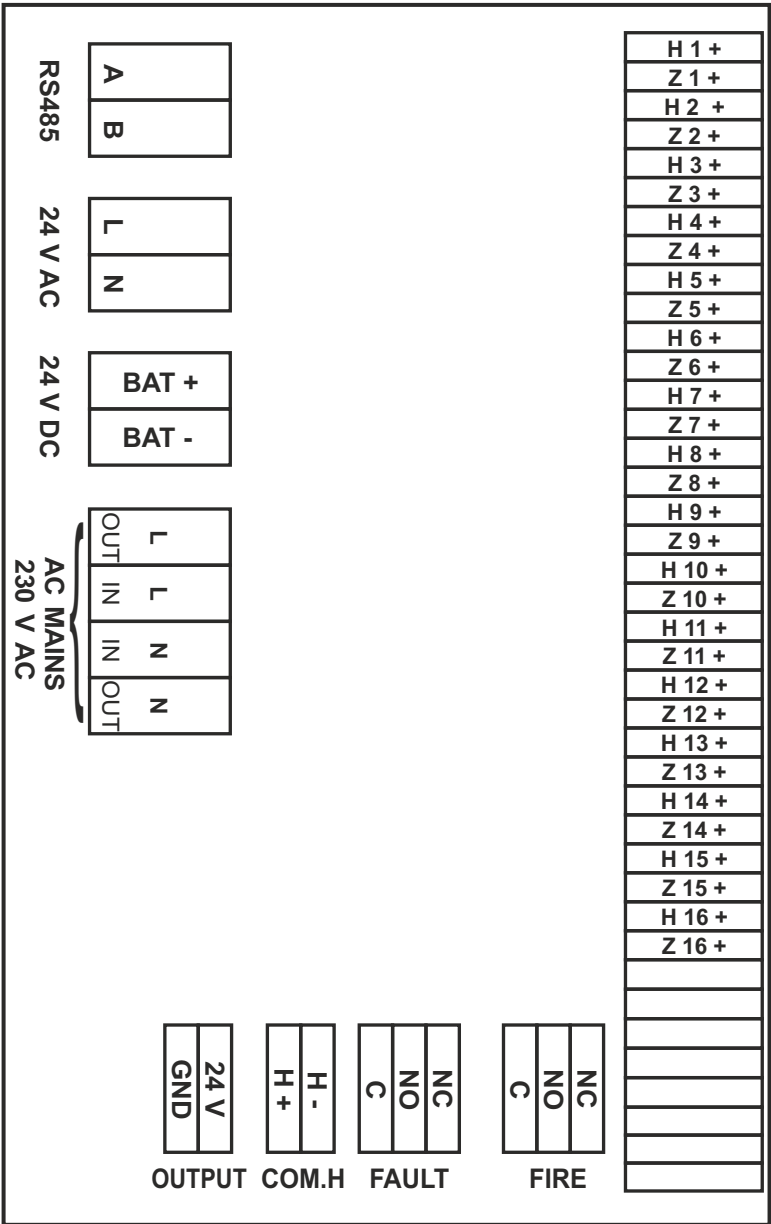 RS485
A
B
24 V AC
L
N
24 V DC
BAT +
BAT -
AC MAINS
230 V AC
OUT L
IN L
IN N
OUT N
H 1 +
Z 1 +
H 2 +
Z 2 +
H 3 +
Z 3 +
H 4 +
Z 4 +
H 5 +
Z 5 +
H 6 +
Z 6 +
H 7 +
Z 7 +
H 8 +
Z 8 +
H 9 +
Z 9 +
H 10 +
Z 10 +
H 11 +
Z 11 +
H 12 +
Z 12 +
H 13 +
Z 13 +
H 14 +
Z 14 +
H 15 +
Z 15 +
H 16 +
Z 16 +
GND
24 V
OUTPUT
H +
H -
COM.H
C
NO
NC
FAULT
C
NO
NC
FIRE